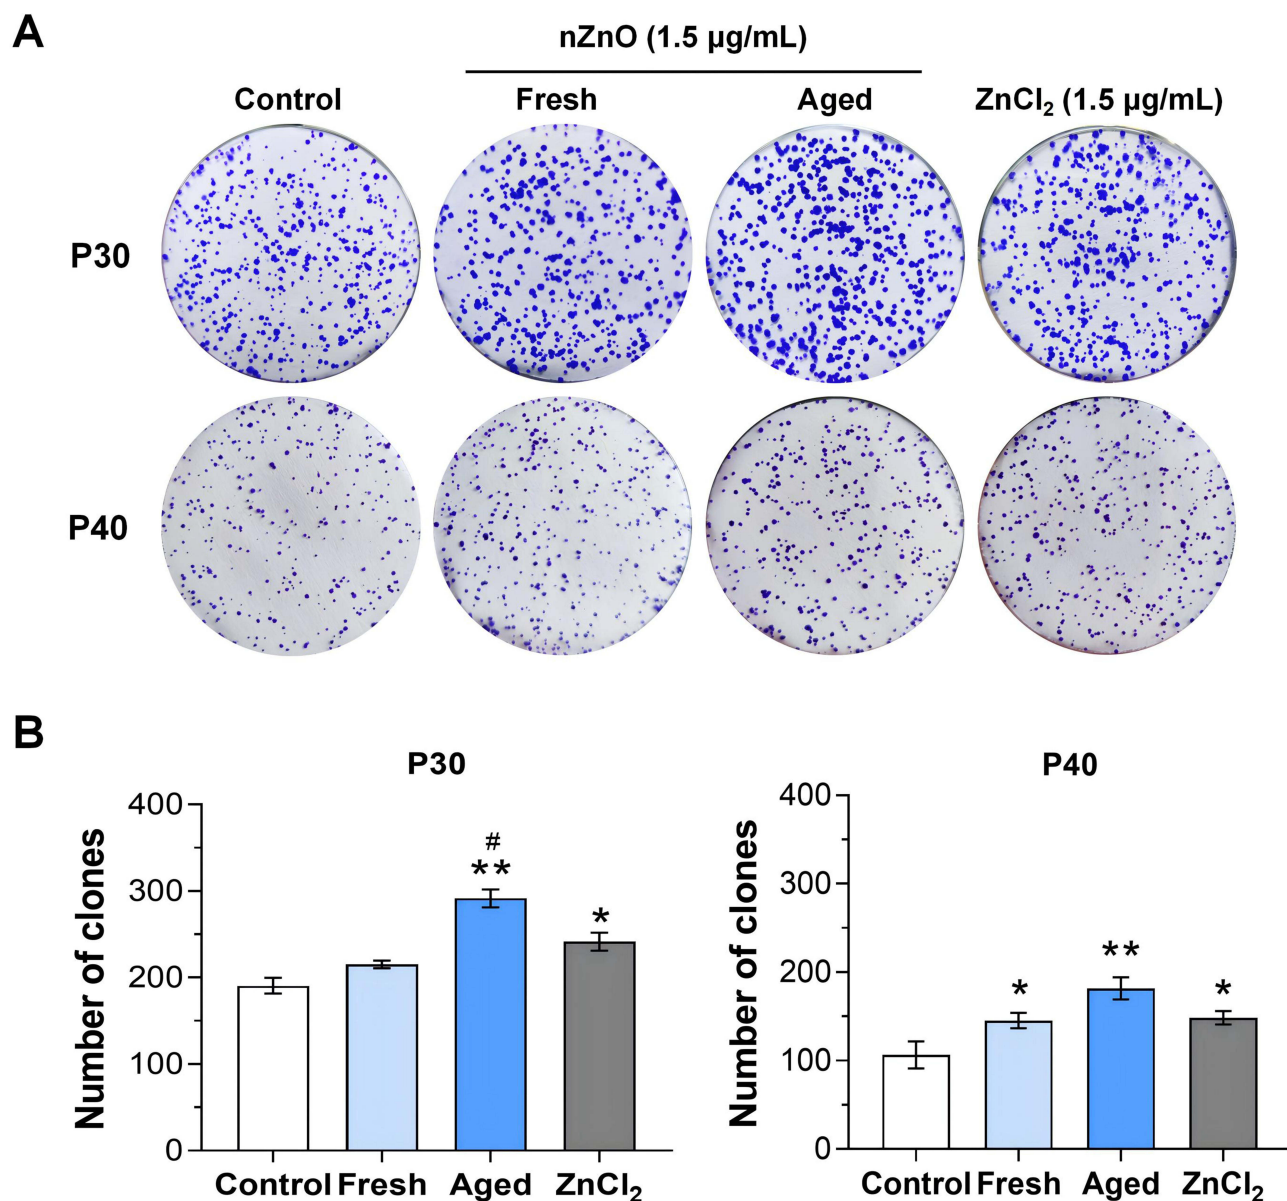 A
nZnO (1.5 µg/mL)
Control
Fresh
Aged
ZnCl₂ (1.5 µg/mL)
P30
P40
B
P30
Number of clones
400
300
200
100
0
#
**
*
Control
Fresh
Aged
ZnCl₂
P40
Number of clones
400
300
200
100
0
*
**
*
Control
Fresh
Aged
ZnCl₂